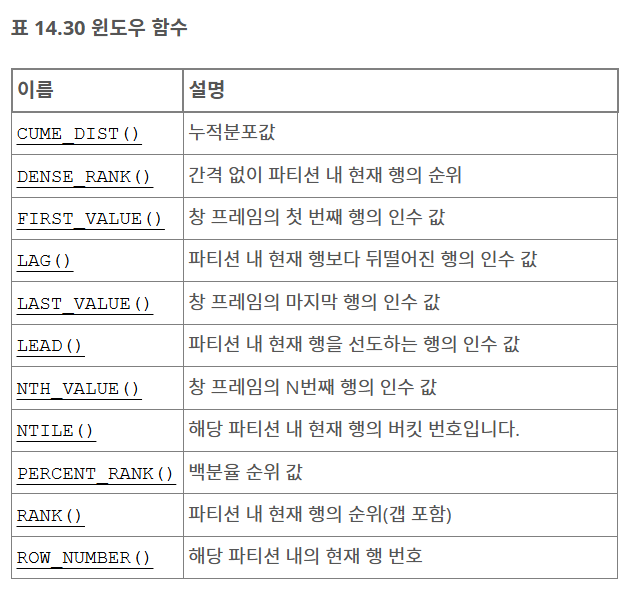 표 14.30 윈도우 함수
이름 설명
CUME_DIST() 누적분포값
DENSE_RANK() 간격 없이 파티션 내 현재 행의 순위
FIRST_VALUE() 창 프레임의 첫 번째 행의 인수 값
LAG() 파티션 내 현재 행보다 뒤떨어진 행의 인수 값
LAST_VALUE() 창 프레임의 마지막 행의 인수 값
LEAD() 파티션 내 현재 행을 선도하는 행의 인수 값
NTH_VALUE() 창 프레임의 N번째 행의 인수 값
NTILE() 해당 파티션 내 현재 행의 버킷 번호입니다.
PERCENT_RANK() 백분율 순위 값
RANK() 파티션 내 현재 행의 순위(갭 포함)
ROW_NUMBER() 해당 파티션 내의 현재 행 번호